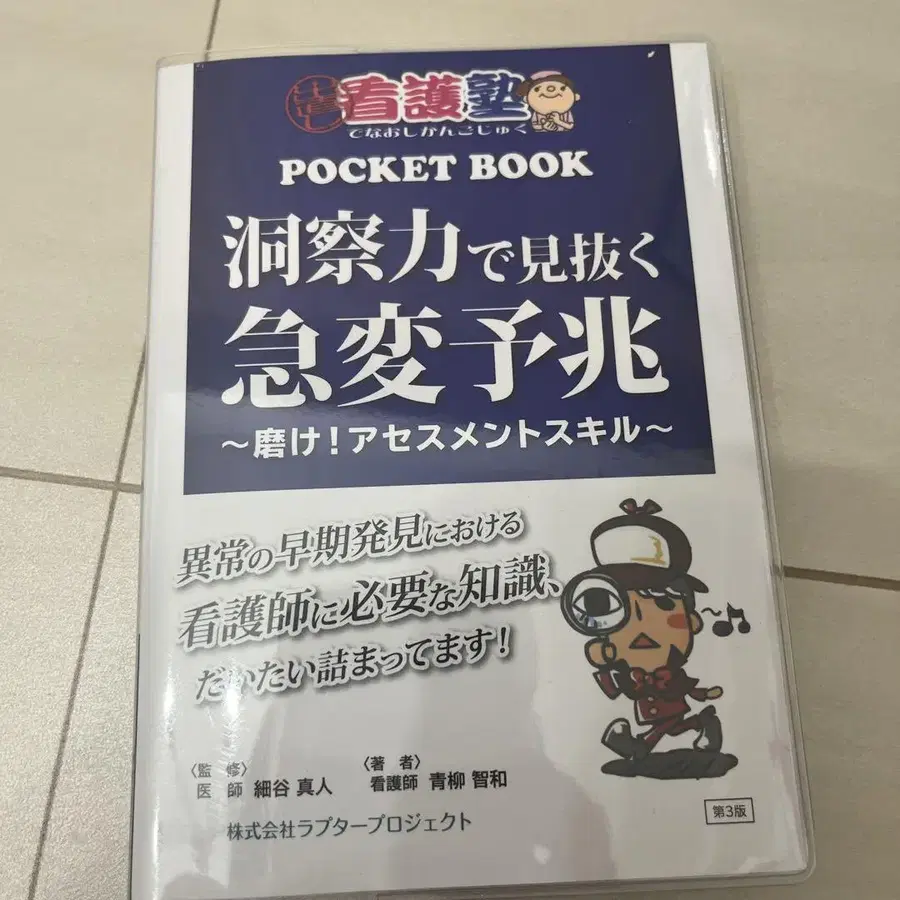 出直し看護塾
でなおしかんごじゅく
POCKET BOOK
洞察力で見抜く
急変予兆
～磨け！アセスメントスキル～
異常の早期発見における
看護師に必要な知識、
だいたい詰まってます！
〈監　修〉
医　師 細谷 真人
〈著　者〉
看護師 青柳 智和
株式会社ラプタープロジェクト
第3版